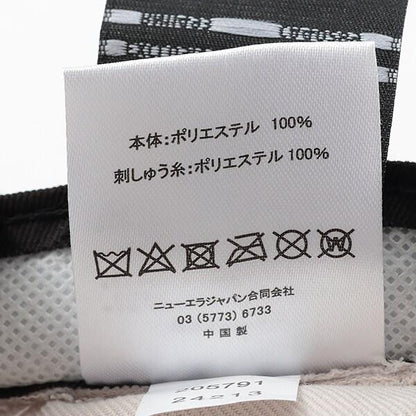 本体:ポリエステル 100%
刺しゅう糸:ポリエステル 100%
W
ニューエラジャパン合同会社
03 (5773) 6733
中国製
205791
24213